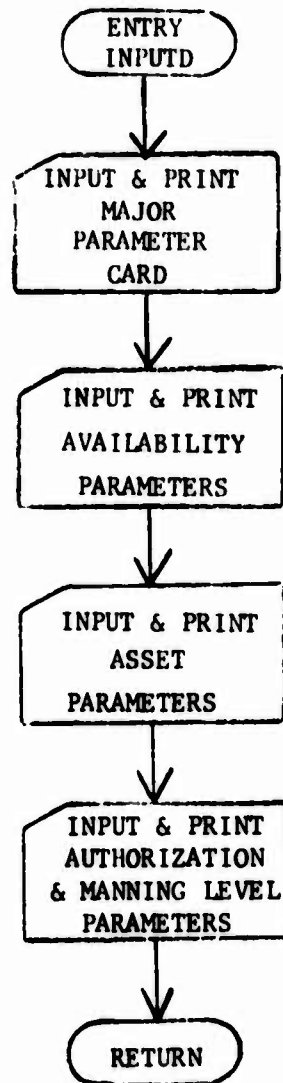 ENTRY
INPUTD
INPUT & PRINT
MAJOR
PARAMETER
CARD
INPUT & PRINT
AVAILABILITY
PARAMETERS
INPUT & PRINT
ASSET
PARAMETERS
INPUT & PRINT
AUTHORIZATION
& MANNING LEVEL
PARAMETERS
RETURN